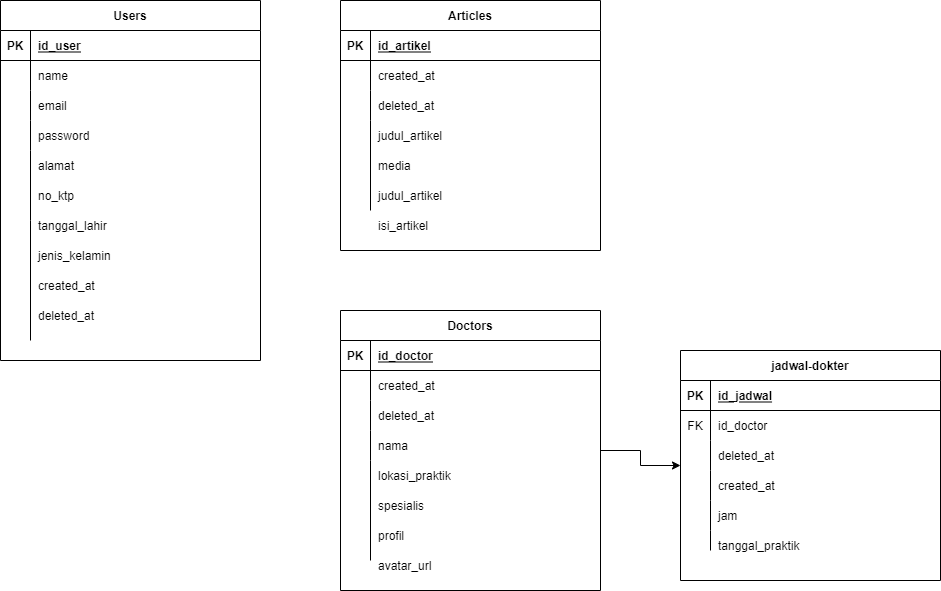 Users
PK id_user
name
email
password
alamat
no_ktp
tanggal_lahir
jenis_kelamin
created_at
deleted_at
Articles
PK id_artikel
created_at
deleted_at
judul_artikel
media
judul_artikel
isi_artikel
Doctors
PK id_doctor
created_at
deleted_at
nama
lokasi_praktik
spesialis
profil
avatar_url
jadwal-dokter
PK id_jadwal
FK id_doctor
deleted_at
created_at
jam
tanggal_praktik